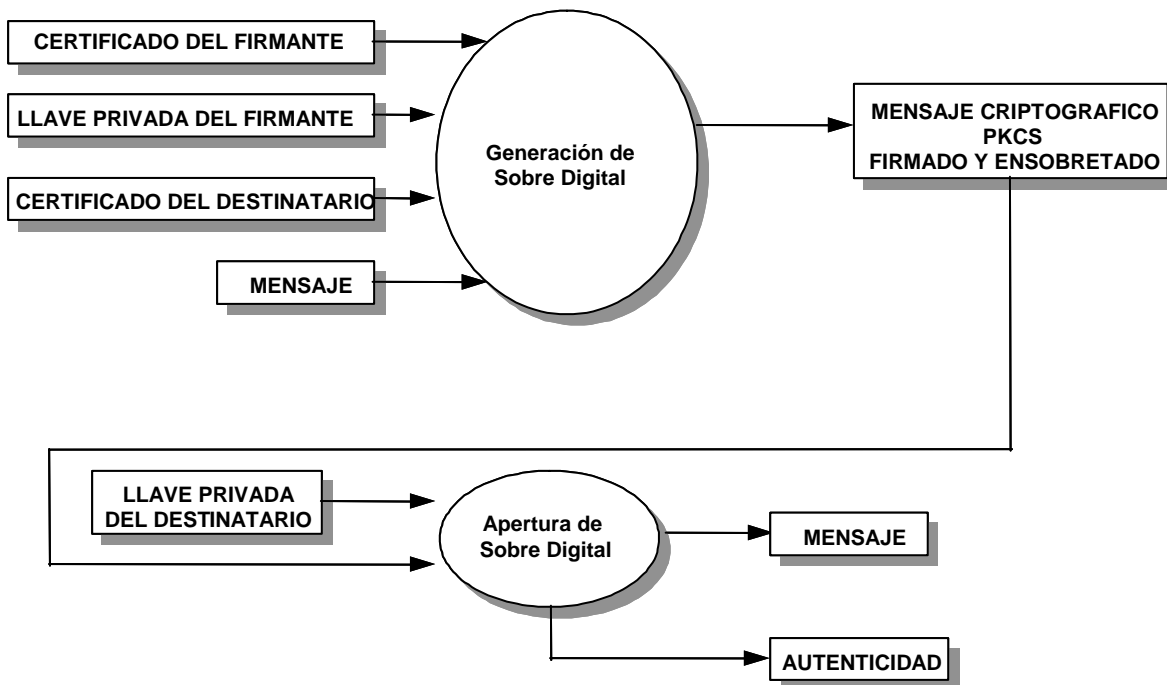 CERTIFICADO DEL FIRMANTE
LLAVE PRIVADA DEL FIRMANTE
CERTIFICADO DEL DESTINATARIO
MENSAJE
Generación de
Sobre Digital
MENSAJE CRIPTOGRAFICO
PKCS
FIRMADO Y ENSOBRETADO
LLAVE PRIVADA
DEL DESTINATARIO
Apertura de
Sobre Digital
MENSAJE
AUTENTICIDAD